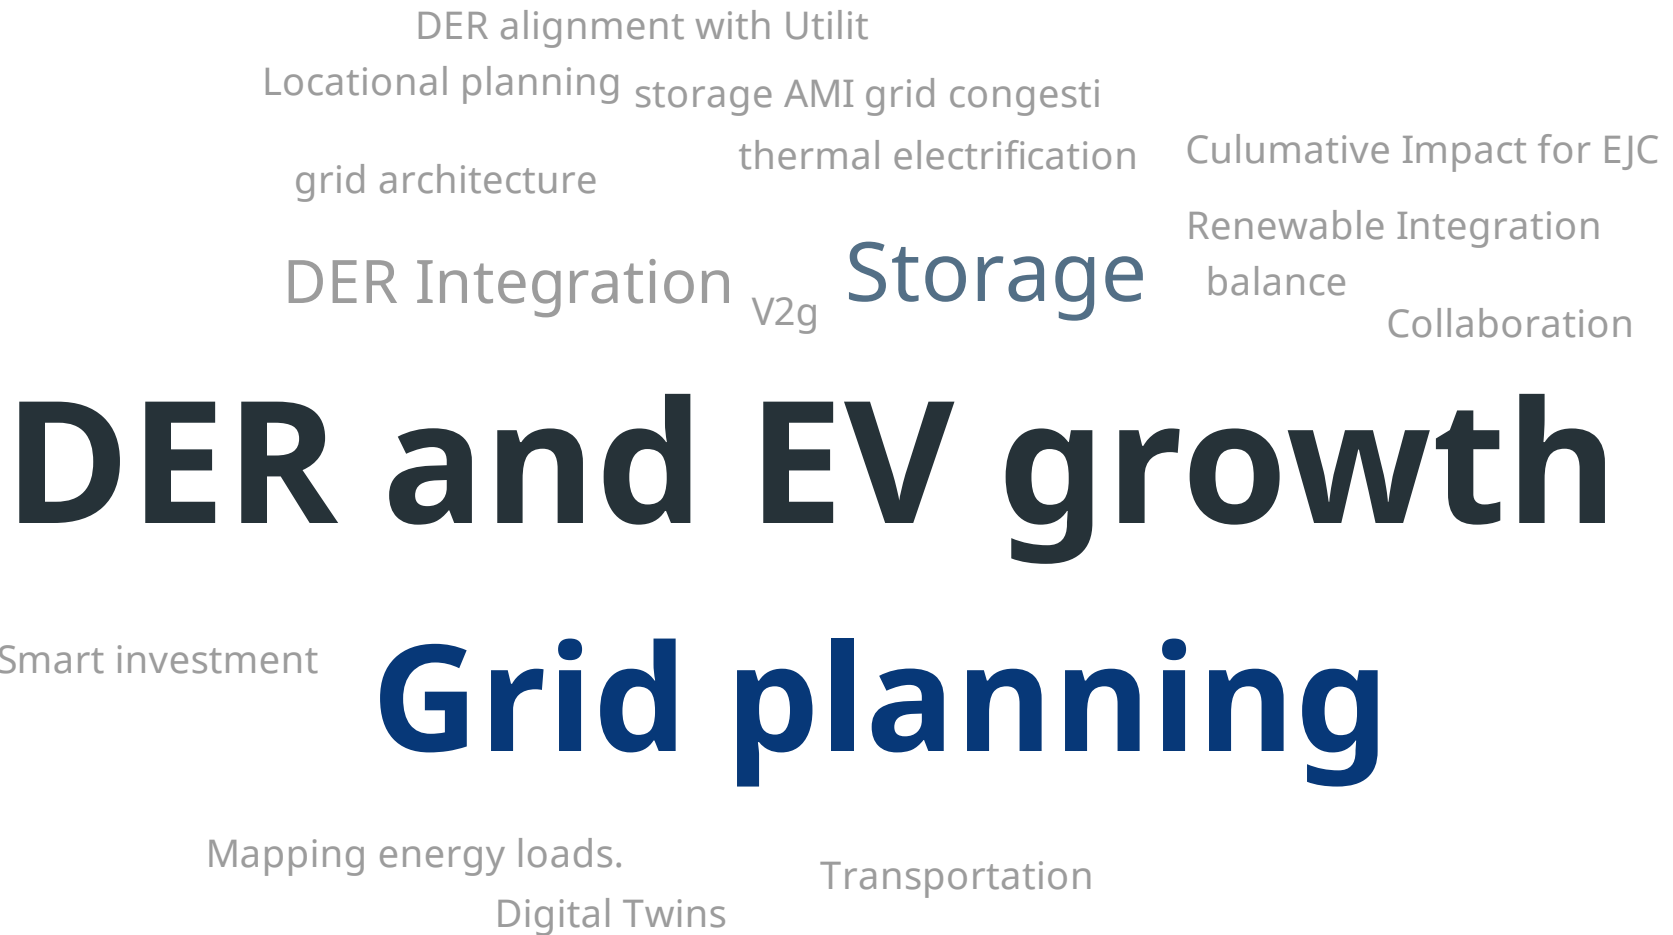 DER alignment with Utilit
Locational planning
storage AMI grid congesti
thermal electrification
Culumative Impact for EJC
grid architecture
Renewable Integration
DER Integration
Storage
balance
V2g
Collaboration
DER and EV growth
Smart investment
Grid planning
Mapping energy loads.
Transportation
Digital Twins